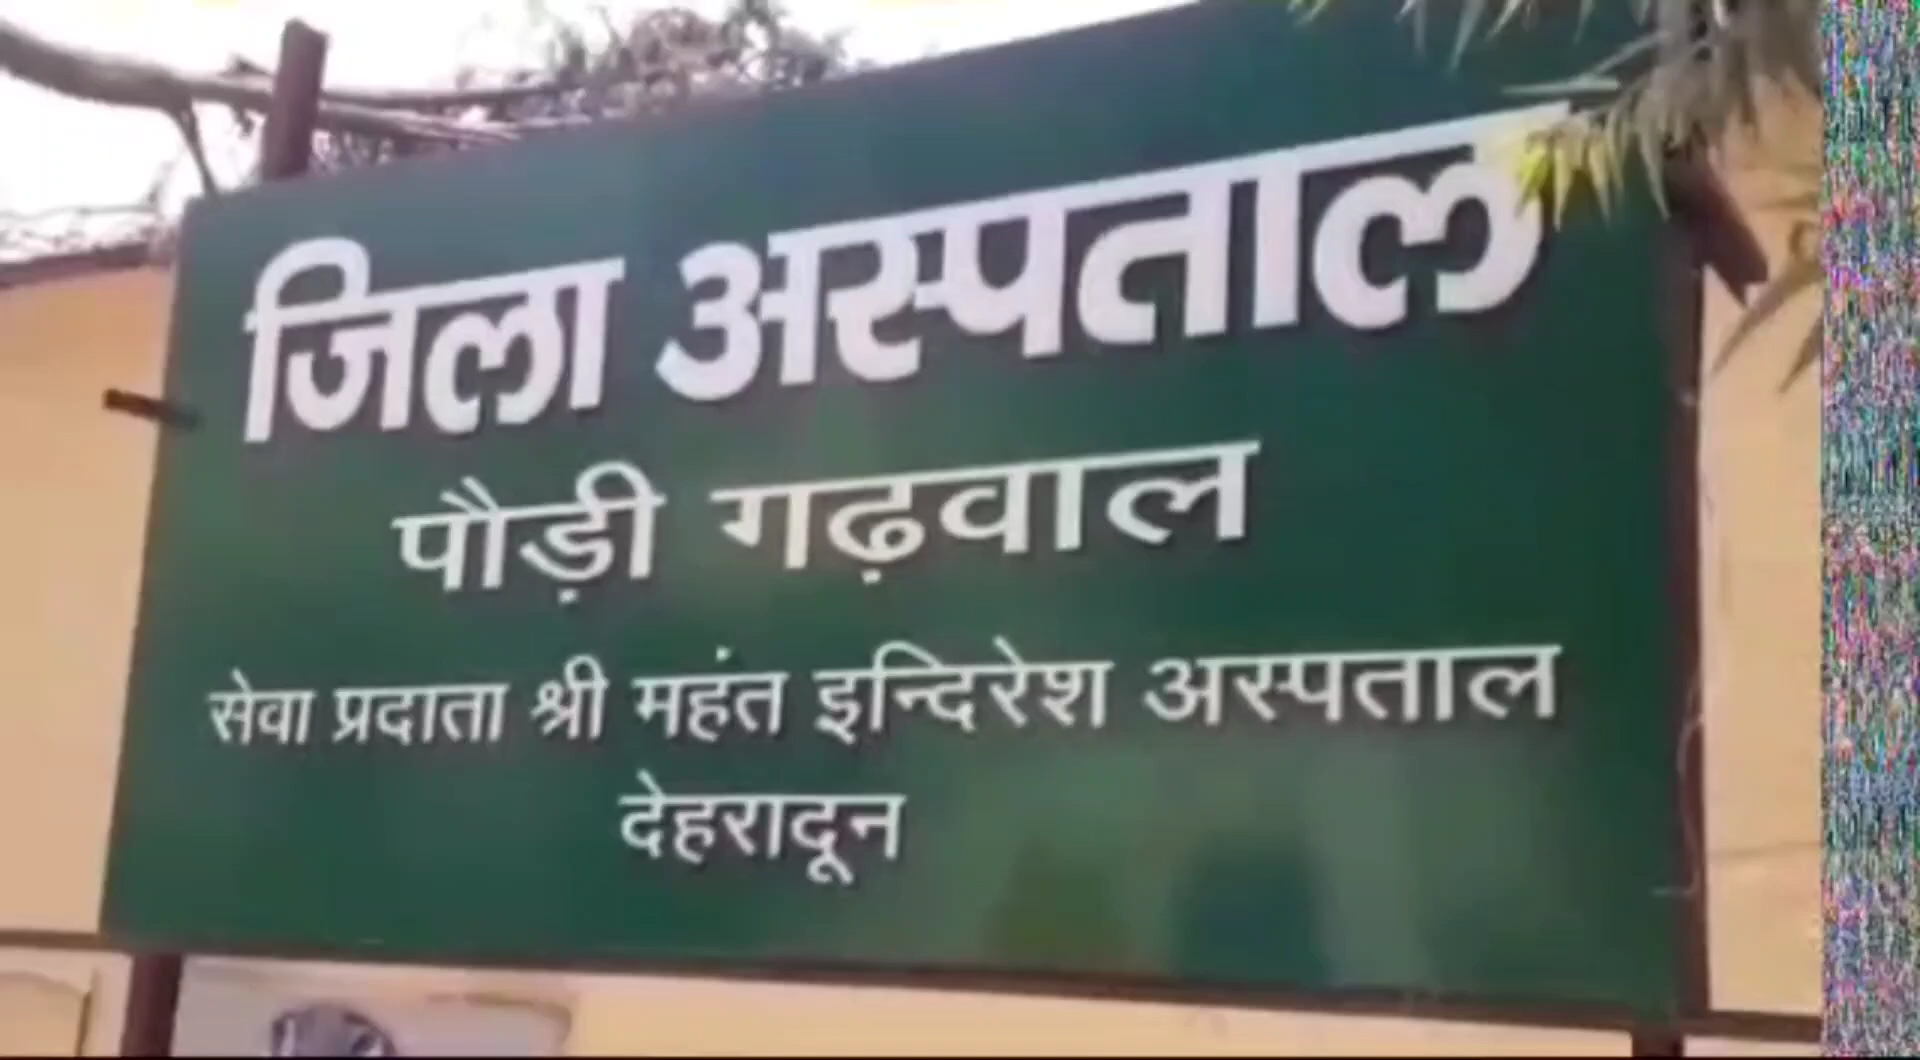 जिला अस्पताल
पौड़ी गढ़वाल
सेवा प्रदाता श्री महंत इन्दिरेश अस्पताल
देहरादून